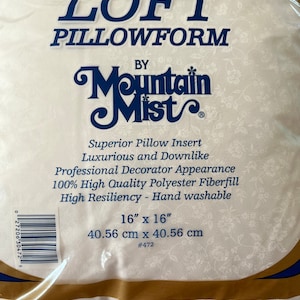 LOFT
PILLOWFORM
BY
Mountain
Mist®
Superior Pillow Insert
Luxurious and Downlike
Professional Decorator Appearance
100% High Quality Polyester Fiberfill
High Resiliency - Hand washable
16" x 16"
40.56 cm x 40.56 cm
#472